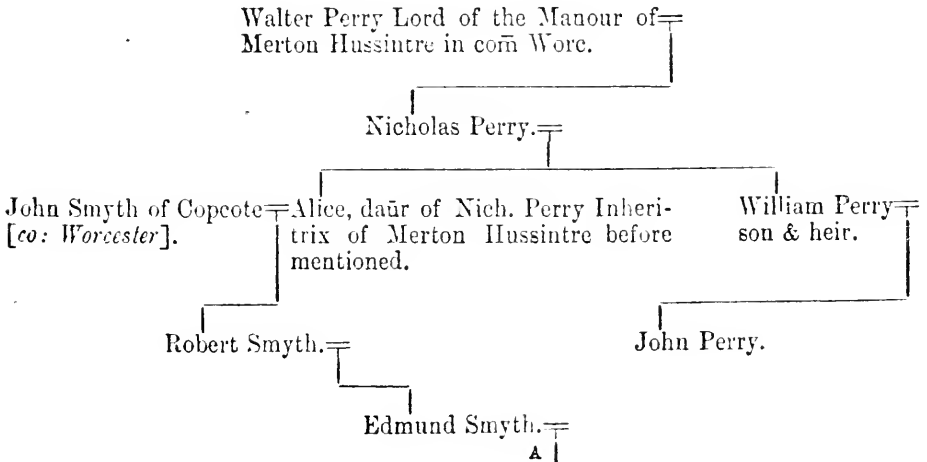 Walter Perry Lord of the Manour of
Merton Hussintre in com̄ Worc.
Nicholas Perry.
John Smyth of Copcote
[co: Worcester].
Alice, daūr of Nich. Perry Inheri-
trix of Merton Hussintre before
mentioned.
William Perry
son & heir.
Robert Smyth.
John Perry.
Edmund Smyth.
A